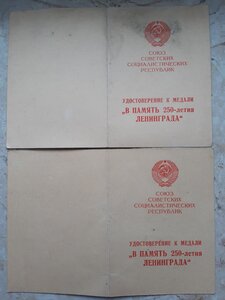 СОЮЗ
СОВЕТСКИХ
СОЦИАЛИСТИЧЕСКИХ
РЕСПУБЛИК
УДОСТОВЕРЕНИЕ К МЕДАЛИ
„В ПАМЯТЬ 250-летия
ЛЕНИНГРАДА“
СОЮЗ
СОВЕТСКИХ
СОЦИАЛИСТИЧЕСКИХ
РЕСПУБЛИК
УДОСТОВЕРЕНИЕ К МЕДАЛИ
„В ПАМЯТЬ 250-летия
ЛЕНИНГРАДА“